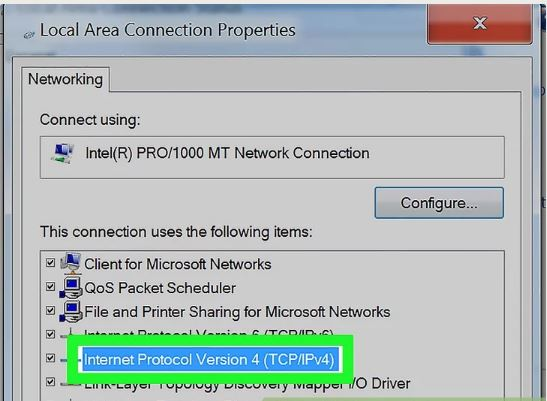 Local Area Connection Properties
Networking
Connect using:
Intel(R) PRO/1000 MT Network Connection
Configure...
This connection uses the following items:
Client for Microsoft Networks
QoS Packet Scheduler
File and Printer Sharing for Microsoft Networks
Internet Protocol Version 6 (TCP/IPv6)
Internet Protocol Version 4 (TCP/IPv4)
Link-Layer Topology Discovery Mapper I/O Driver